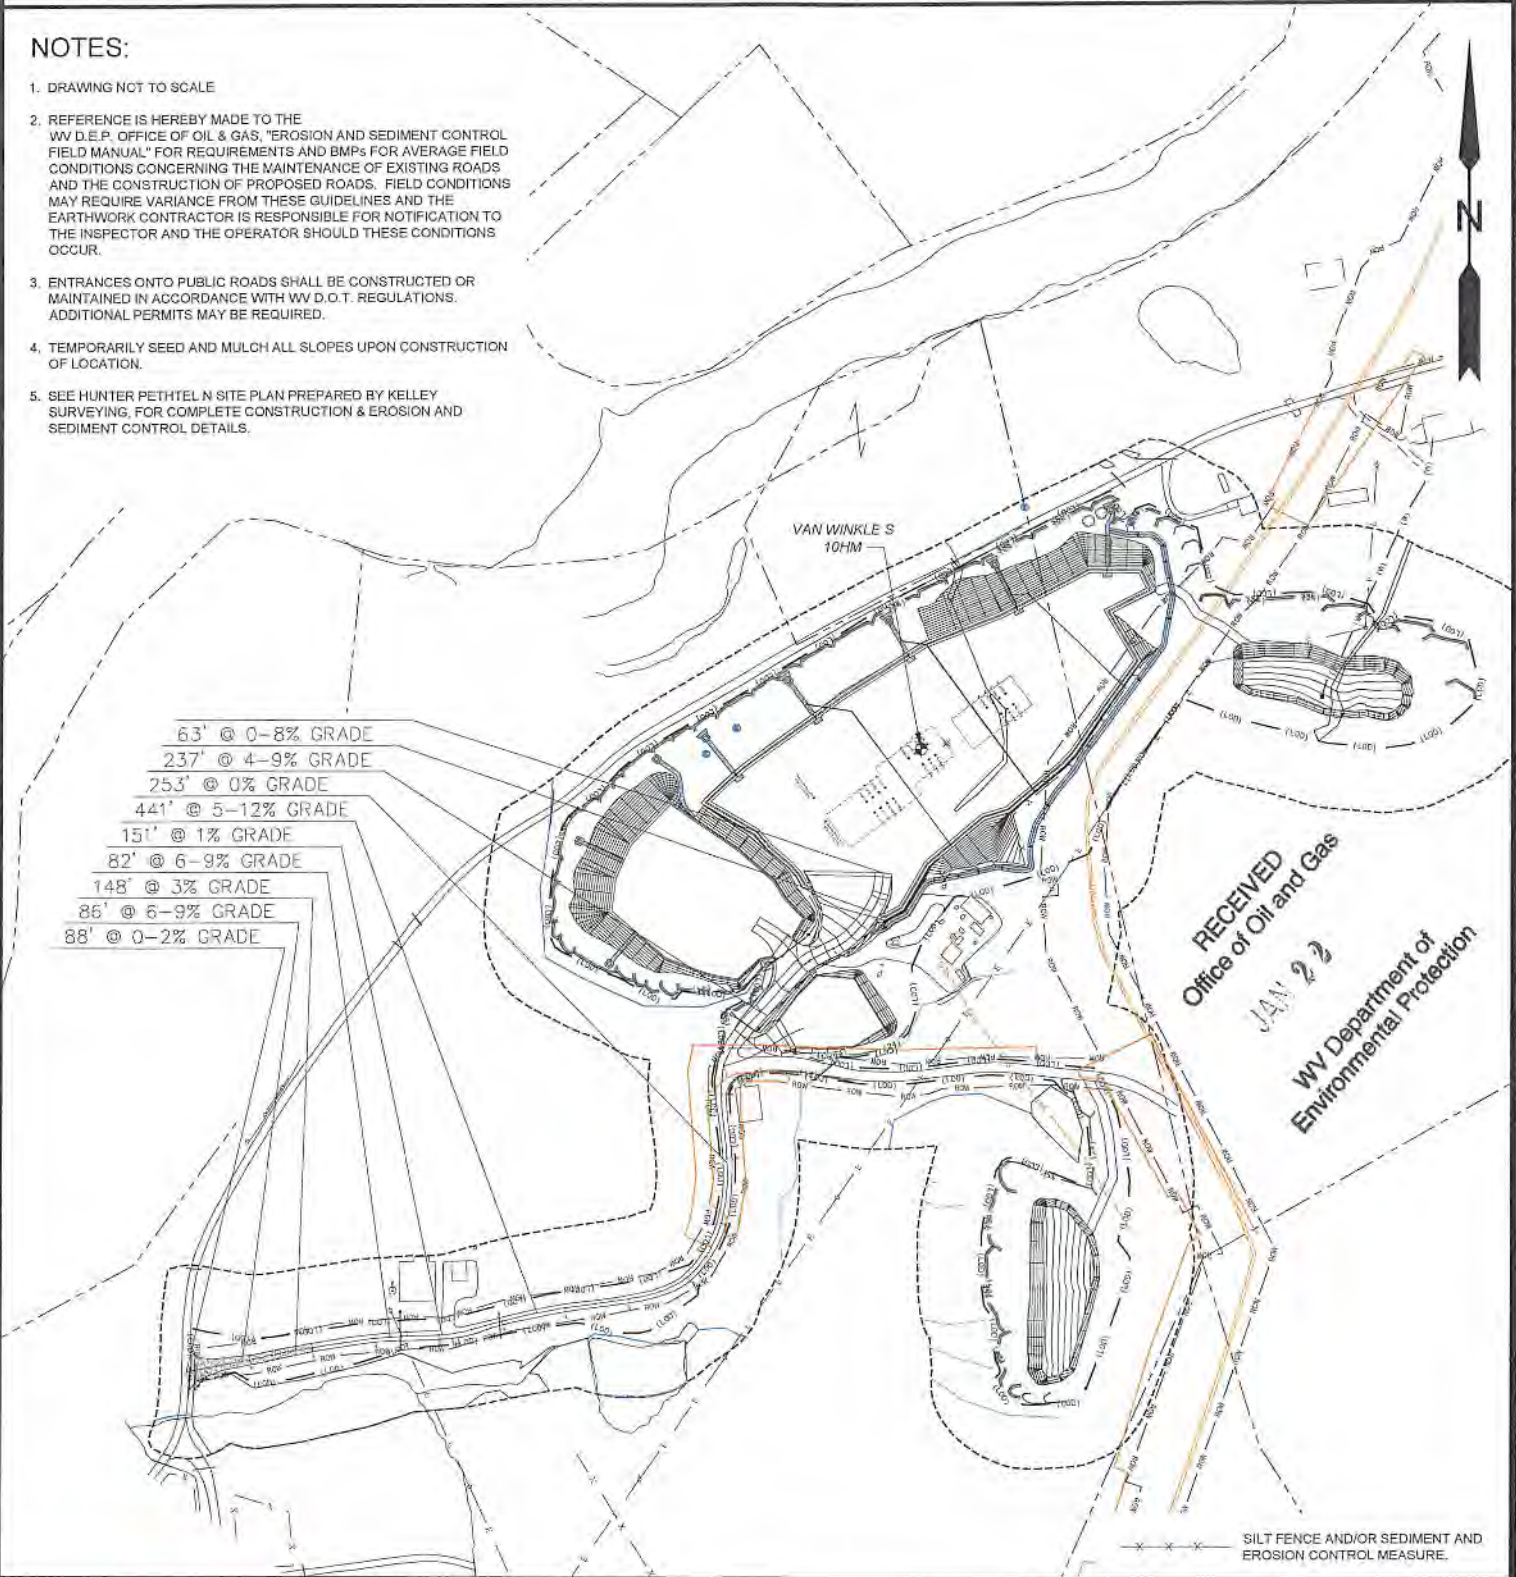 NOTES:
1. DRAWING NOT TO SCALE
2. REFERENCE IS HEREBY MADE TO THE
WV D.E.P. OFFICE OF OIL & GAS, "EROSION AND SEDIMENT CONTROL
FIELD MANUAL" FOR REQUIREMENTS AND BMPs FOR AVERAGE FIELD
CONDITIONS CONCERNING THE MAINTENANCE OF EXISTING ROADS
AND THE CONSTRUCTION OF PROPOSED ROADS. FIELD CONDITIONS
MAY REQUIRE VARIANCE FROM THESE GUIDELINES AND THE
EARTHWORK CONTRACTOR IS RESPONSIBLE FOR NOTIFICATION TO
THE INSPECTOR AND THE OPERATOR SHOULD THESE CONDITIONS
OCCUR.
3. ENTRANCES ONTO PUBLIC ROADS SHALL BE CONSTRUCTED OR
MAINTAINED IN ACCORDANCE WITH WV D.O.T. REGULATIONS.
ADDITIONAL PERMITS MAY BE REQUIRED.
4. TEMPORARILY SEED AND MULCH ALL SLOPES UPON CONSTRUCTION
OF LOCATION.
5. SEE HUNTER PETHTEL N SITE PLAN PREPARED BY KELLEY
SURVEYING, FOR COMPLETE CONSTRUCTION & EROSION AND
SEDIMENT CONTROL DETAILS.
N
VAN WINKLE S
10HM
63' @ 0-8% GRADE
237' @ 4-9% GRADE
253' @ 0% GRADE
441' @ 5-12% GRADE
151' @ 1% GRADE
82' @ 6-9% GRADE
148' @ 3% GRADE
86' @ 6-9% GRADE
88' @ 0-2% GRADE
RECEIVED
Office of Oil and Gas
JAN 22
WV Department of
Environmental Protection
SILT FENCE AND/OR SEDIMENT AND
EROSION CONTROL MEASURE.